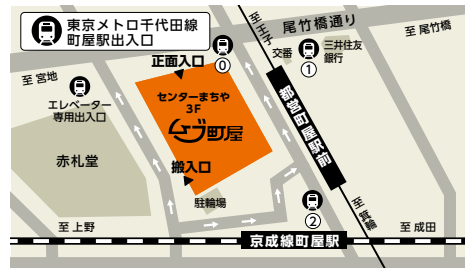 東京メトロ千代田線
町屋駅出入口
至 王子
尾竹橋通り
至 尾竹橋
正面入口
⓪
交番
①
三井住友
銀行
至 宮地
エレベーター
専用出入口
センターまちや
3F
ムーブ町屋
都営町屋駅前
赤札堂
搬入口
駐輪場
②
至 箕輪
至 上野
京成線町屋駅
至 成田